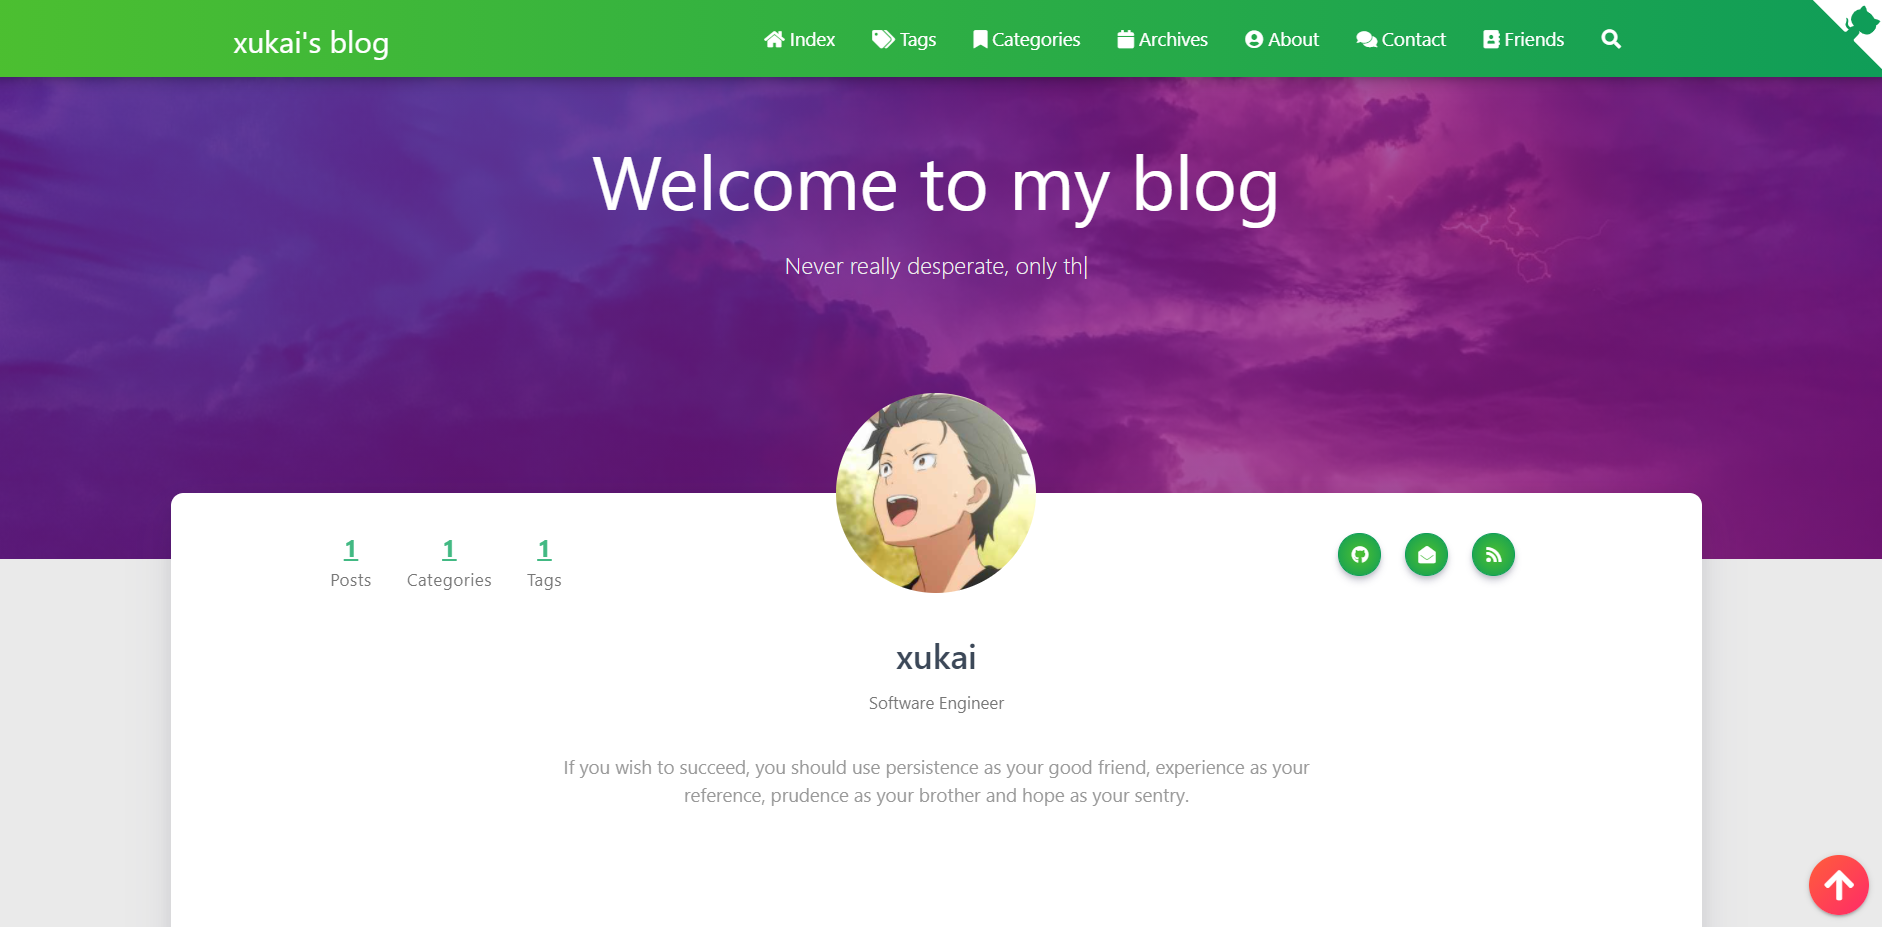 xukai's blog
Index Tags Categories Archives About Contact Friends
Welcome to my blog
Never really desperate, only th|
1 1 1
Posts Categories Tags
xukai
Software Engineer
If you wish to succeed, you should use persistence as your good friend, experience as your
reference, prudence as your brother and hope as your sentry.